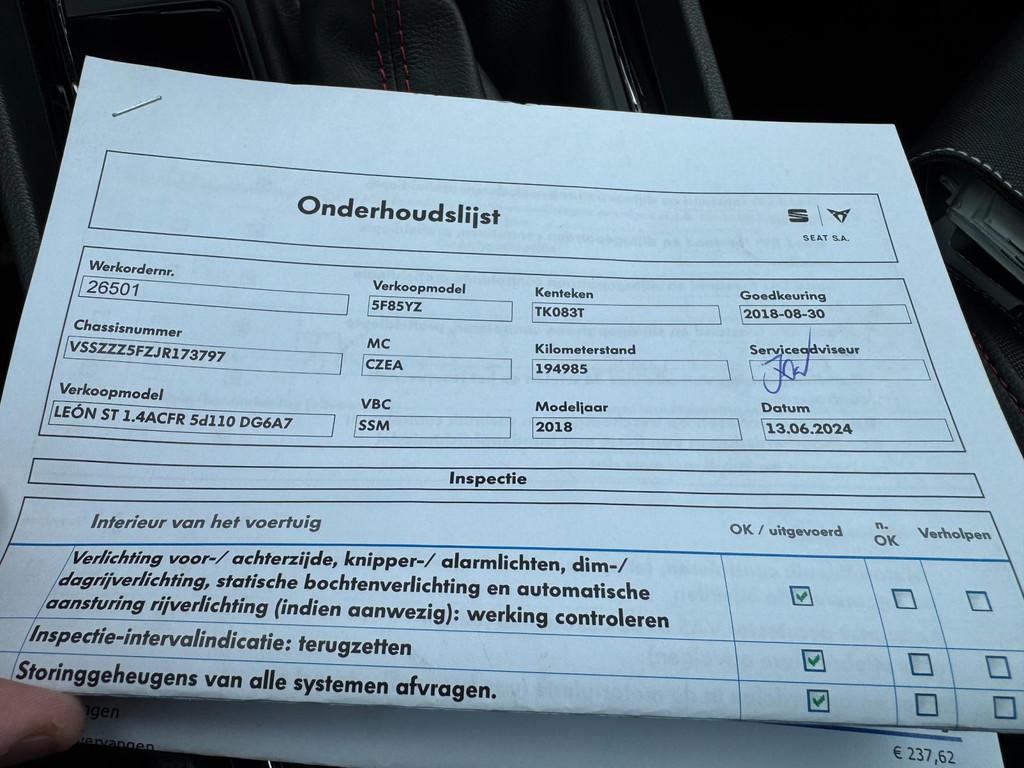 Onderhoudslijst
SEAT S.A.
Werkordernr.
26501
Verkoopmodel
5F85YZ
Kenteken
TK083T
Goedkeuring
2018-08-30
Chassisnummer
VSSZZZ5FZJR173797
MC
CZEA
Kilometerstand
194985
Serviceadviseur
Verkoopmodel
LEÓN ST 1.4ACFR 5d110 DG6A7
VBC
SSM
Modeljaar
2018
Datum
13.06.2024
Inspectie
Interieur van het voertuig
OK / uitgevoerd
n. OK
Verholpen
Verlichting voor-/ achterzijde, knipper-/ alarmlichten, dim-/
dagrijverlichting, statische bochtenverlichting en automatische
aansturing rijverlichting (indien aanwezig): werking controleren
Inspectie-intervalindicatie: terugzetten
Storinggeheugens van alle systemen afvragen.
€ 237,62